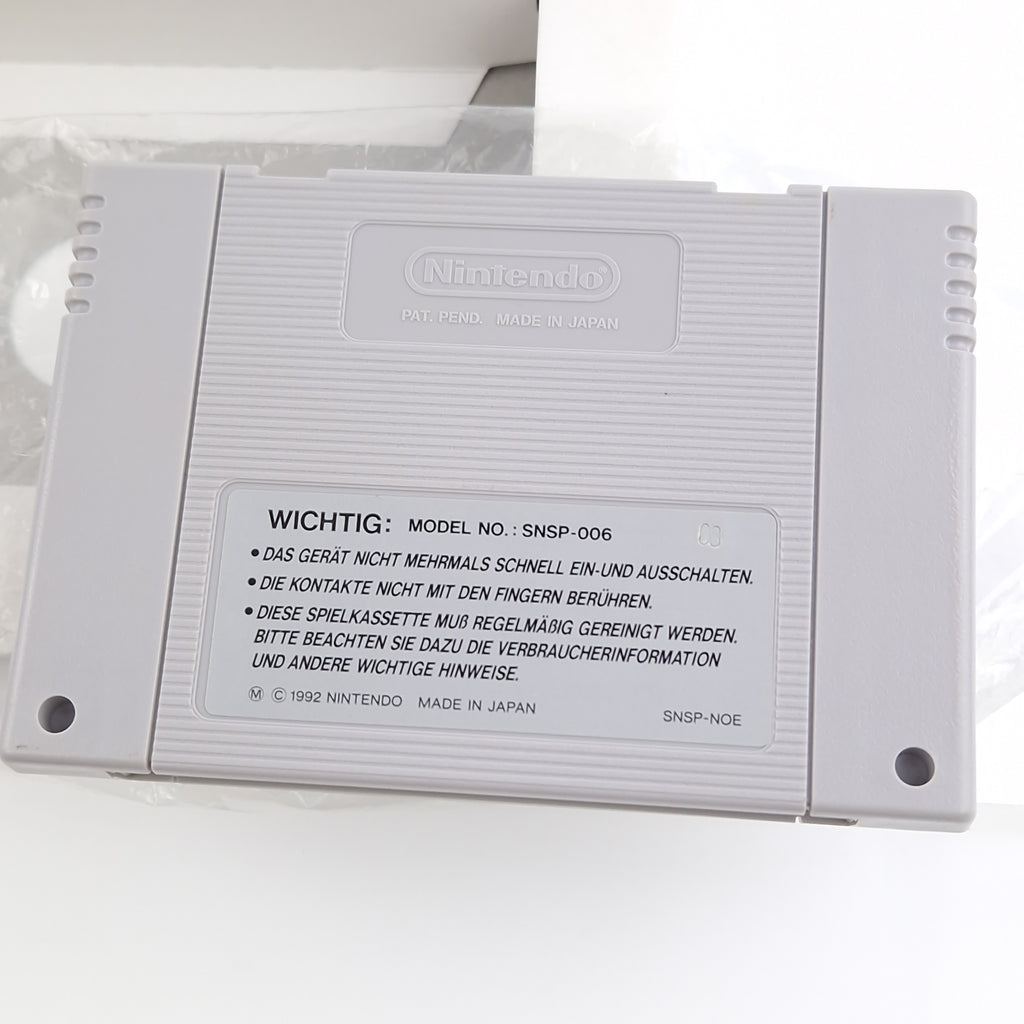 Nintendo®
PAT. PEND. MADE IN JAPAN
WICHTIG: MODEL NO.: SNSP-006
• DAS GERÄT NICHT MEHRMALS SCHNELL EIN-UND AUSSCHALTEN.
• DIE KONTAKTE NICHT MIT DEN FINGERN BERÜHREN.
• DIESE SPIELKASSETTE MUß REGELMÄßIG GEREINIGT WERDEN.
BITTE BEACHTEN SIE DAZU DIE VERBRAUCHERINFORMATION
UND ANDERE WICHTIGE HINWEISE.
Ⓜ © 1992 NINTENDO MADE IN JAPAN
SNSP-NOE